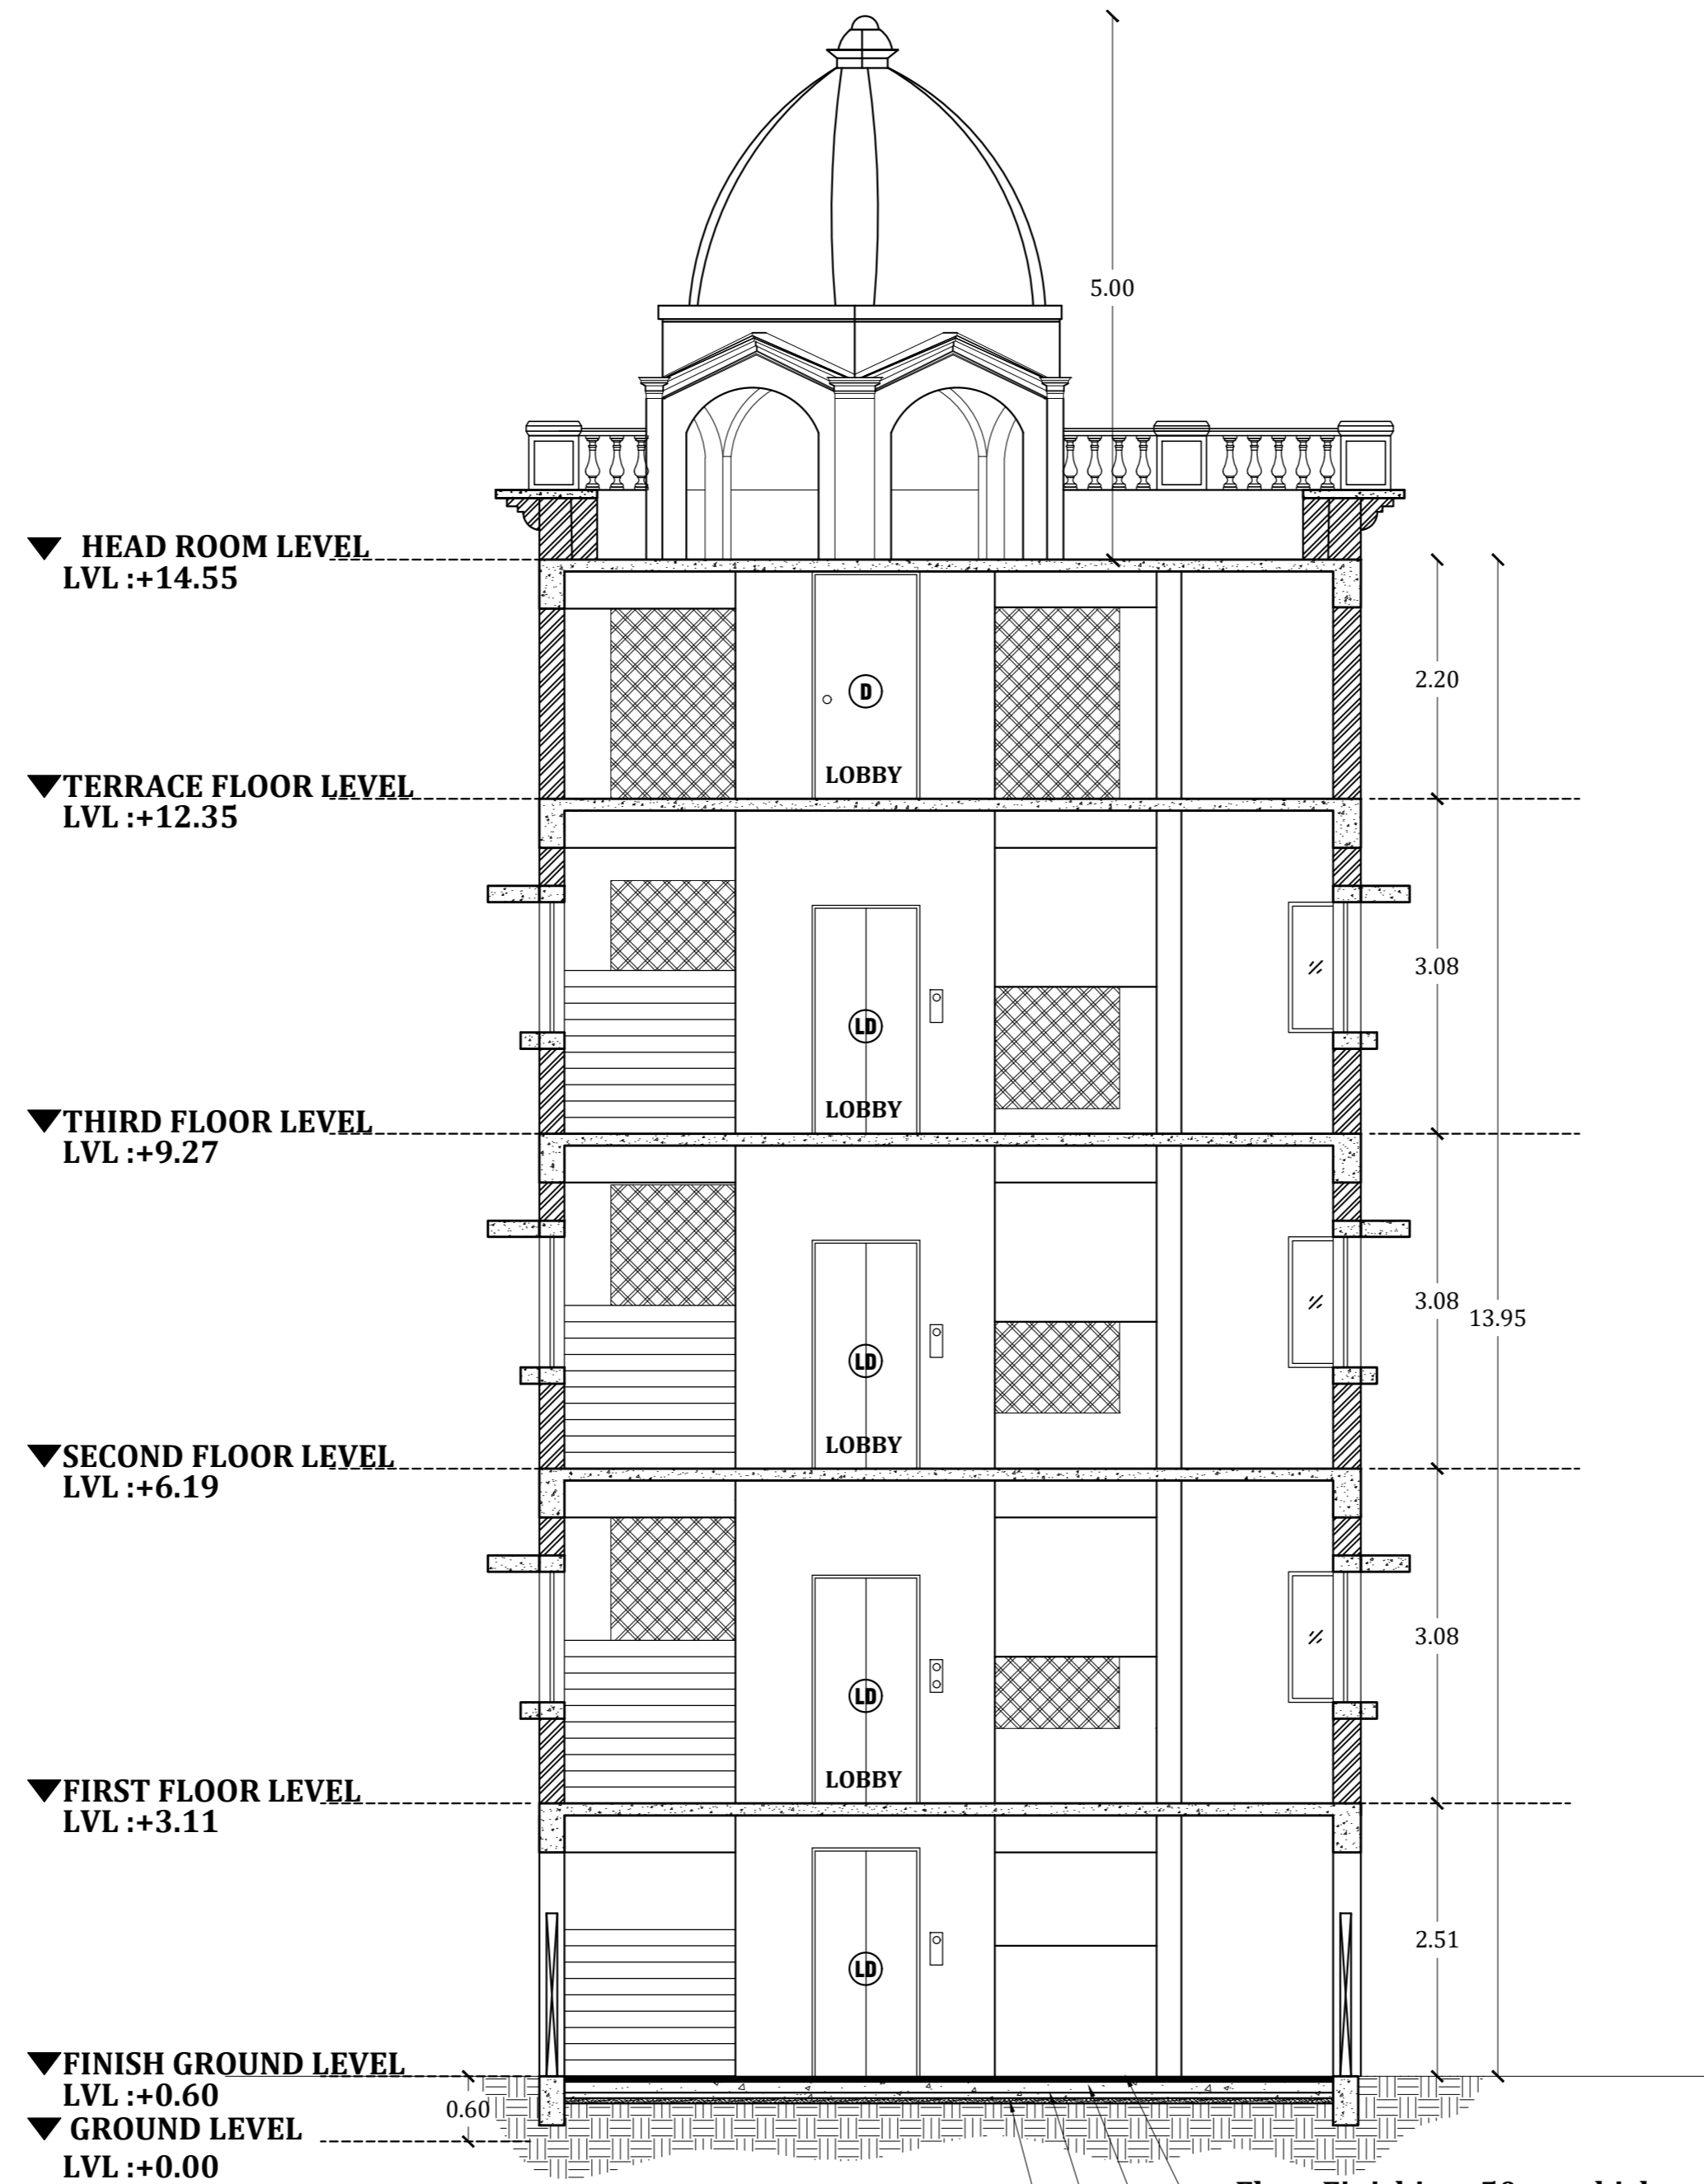 5.00
HEAD ROOM LEVEL
LVL :+14.55
2.20
D
LOBBY
TERRACE FLOOR LEVEL
LVL :+12.35
3.08
LD
LOBBY
THIRD FLOOR LEVEL
LVL :+9.27
3.08
13.95
LD
LOBBY
SECOND FLOOR LEVEL
LVL :+6.19
3.08
LD
LOBBY
FIRST FLOOR LEVEL
LVL :+3.11
2.51
LD
FINISH GROUND LEVEL
LVL :+0.60
0.60
GROUND LEVEL
LVL :+0.00